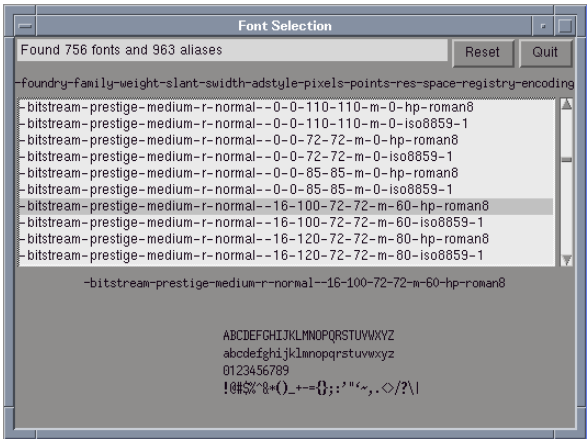 Font Selection
Found 756 fonts and 963 aliases
Reset
Quit
-foundry-family-weight-slant-swidth-adstyle-pixels-points-res-space-registry-encoding
-bitstream-prestige-medium-r-normal--0-0-110-110-m-0-hp-roman8
-bitstream-prestige-medium-r-normal--0-0-110-110-m-0-iso8859-1
-bitstream-prestige-medium-r-normal--0-0-72-72-m-0-hp-roman8
-bitstream-prestige-medium-r-normal--0-0-72-72-m-0-iso8859-1
-bitstream-prestige-medium-r-normal--0-0-85-85-m-0-hp-roman8
-bitstream-prestige-medium-r-normal--0-0-85-85-m-0-iso8859-1
-bitstream-prestige-medium-r-normal--16-100-72-72-m-60-hp-roman8
-bitstream-prestige-medium-r-normal--16-100-72-72-m-60-iso8859-1
-bitstream-prestige-medium-r-normal--16-120-72-72-m-80-hp-roman8
-bitstream-prestige-medium-r-normal--16-120-72-72-m-80-iso8859-1
-bitstream-prestige-medium-r-normal--16-100-72-72-m-60-hp-roman8
ABCDEFGHIJKLMNOPQRSTUVWXYZ
abcdefghijklmnopqrstuvwxyz
0123456789
!@#$%^&*()_+-={};:'"‘~,.<>/?\|